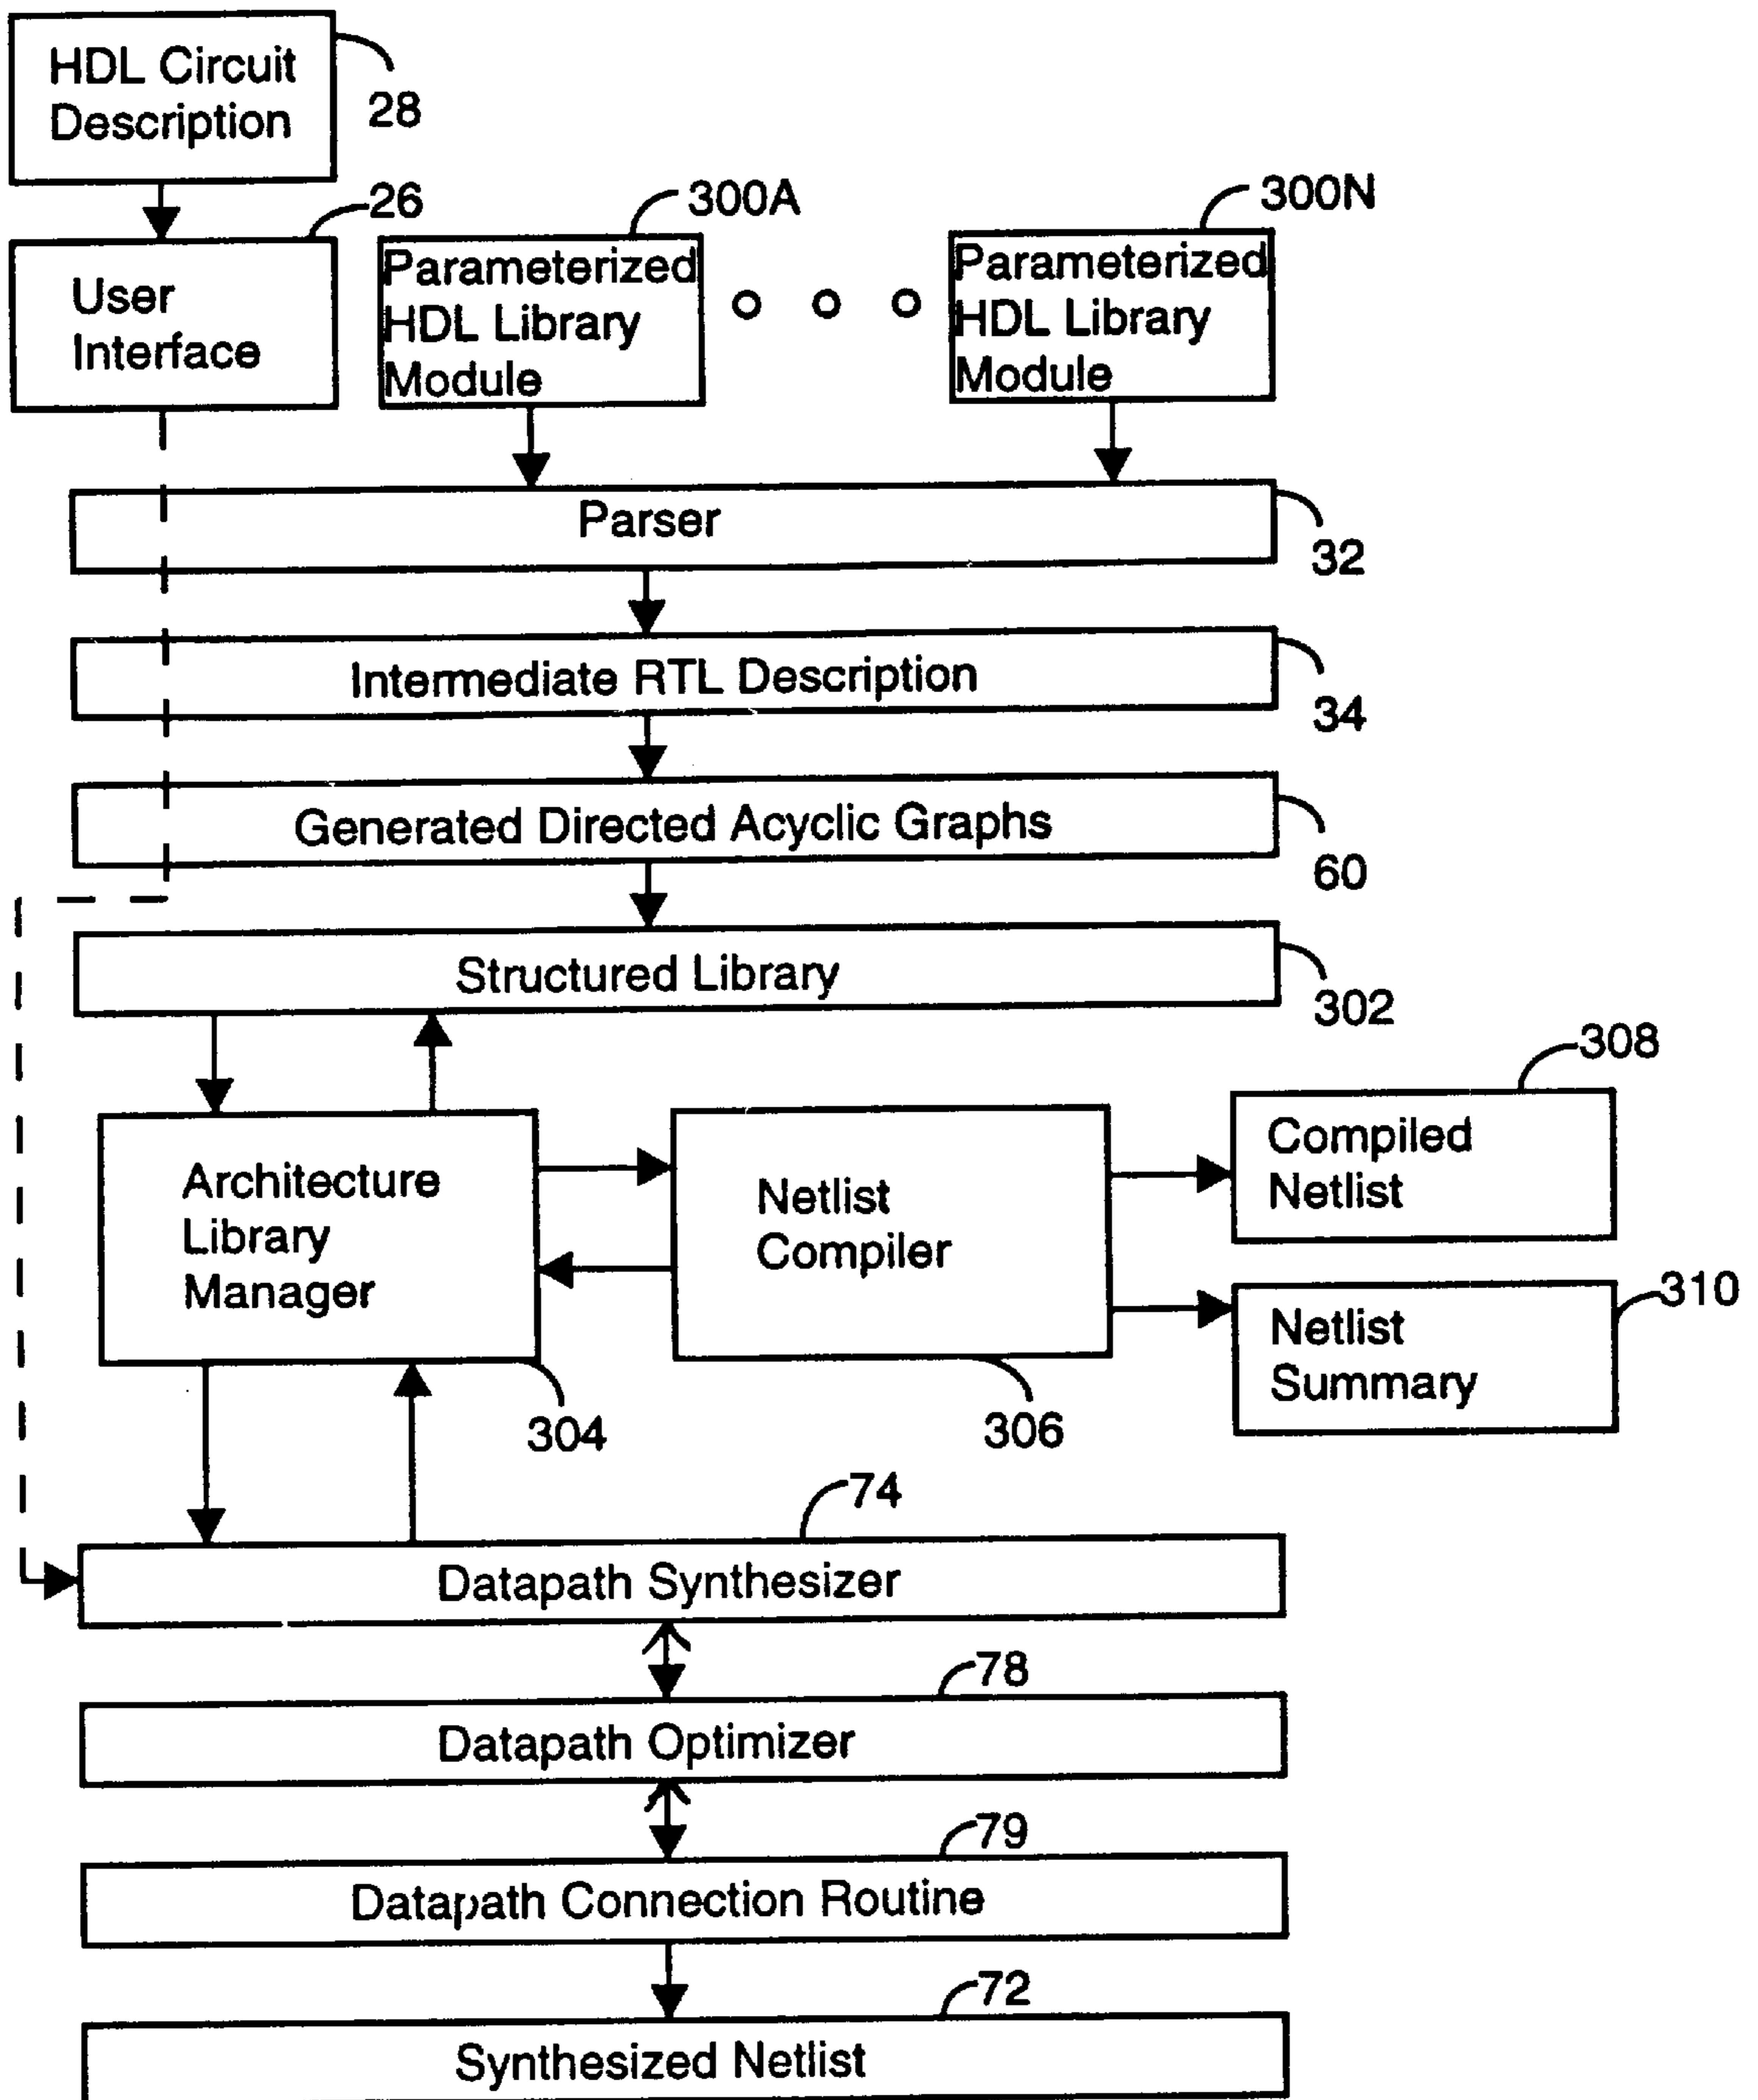 HDL Circuit
Description
28
26
300A
300N
User
Interface
Parameterized
HDL Library
Module
Parameterized
HDL Library
Module
Parser
32
Intermediate RTL Description
34
Generated Directed Acyclic Graphs
60
Structured Library
302
308
Architecture
Library
Manager
Netlist
Compiler
Compiled
Netlist
310
Netlist
Summary
304
306
74
Datapath Synthesizer
78
Datapath Optimizer
79
Datapath Connection Routine
72
Synthesized Netlist